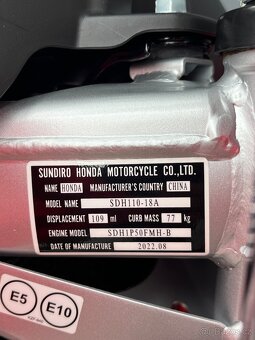 SUNDIRO HONDA MOTORCYCLE CO.,LTD.
NAME HONDA MANUFACTURER'S COUNTRY CHINA
MODEL NAME SDH110-18A
DISPLACEMENT 109 ml CURB MASS 77 kg
ENGINE MODEL SDH1P50FMH-B
DATE OF MANUFACTURE 2022.08
E5 E10